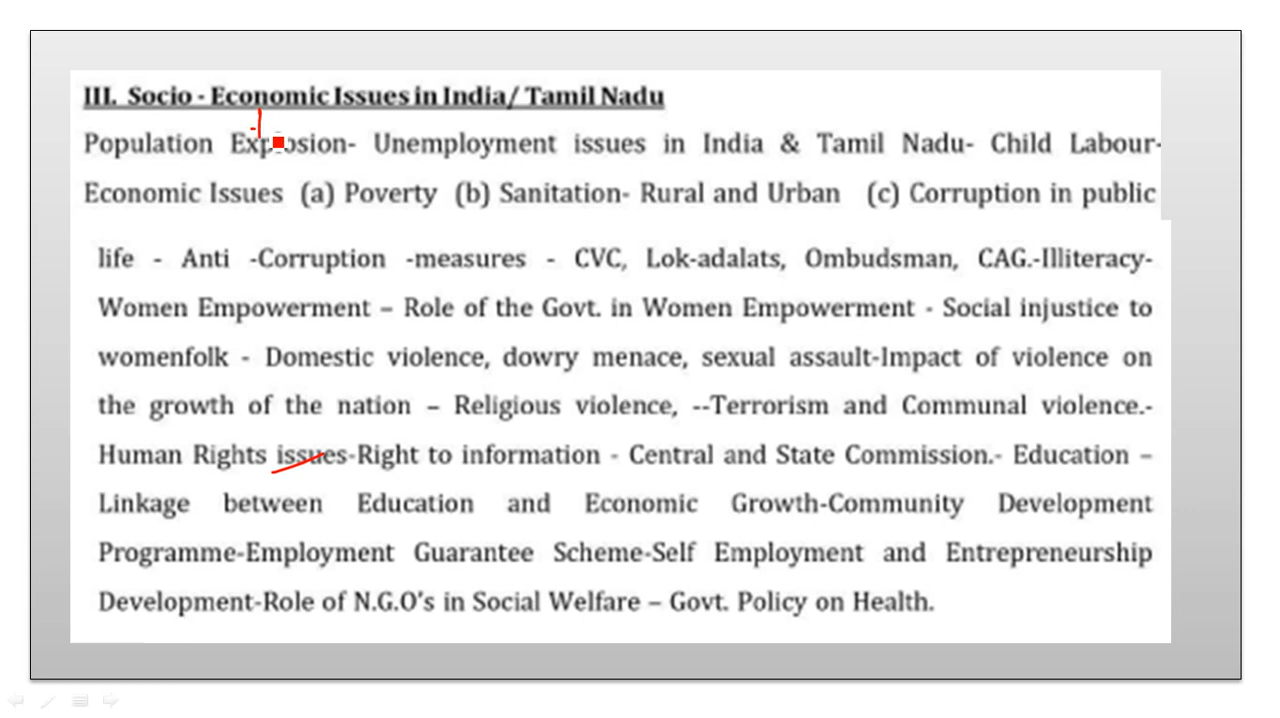 III. Socio - Economic Issues in India/ Tamil Nadu
Population Explosion- Unemployment issues in India & Tamil Nadu- Child Labour-
Economic Issues (a) Poverty (b) Sanitation- Rural and Urban (c) Corruption in public
life - Anti -Corruption -measures - CVC, Lok-adalats, Ombudsman, CAG.-Illiteracy-
Women Empowerment – Role of the Govt. in Women Empowerment - Social injustice to
womenfolk - Domestic violence, dowry menace, sexual assault-Impact of violence on
the growth of the nation – Religious violence, --Terrorism and Communal violence.-
Human Rights issues-Right to information - Central and State Commission.- Education –
Linkage between Education and Economic Growth-Community Development
Programme-Employment Guarantee Scheme-Self Employment and Entrepreneurship
Development-Role of N.G.O's in Social Welfare – Govt. Policy on Health.